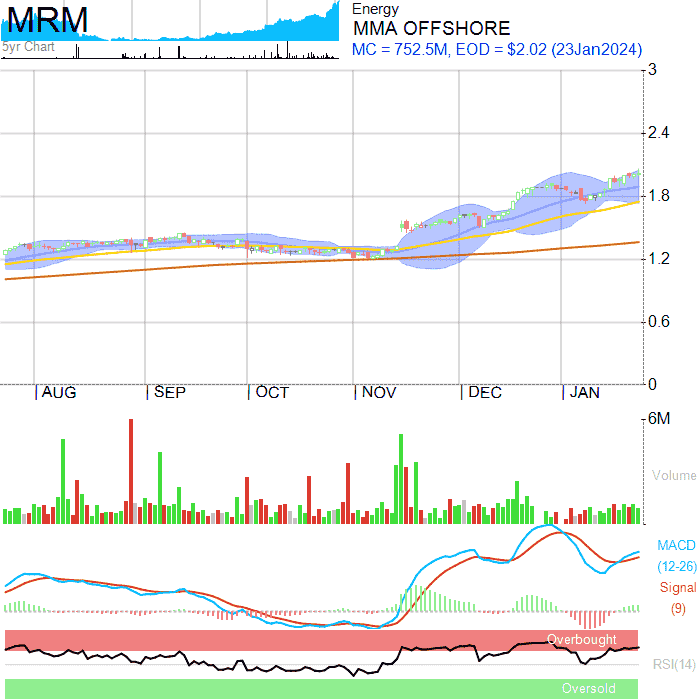 MRM
5yr Chart
Energy
MMA OFFSHORE
MC = 752.5M, EOD = $2.02 (23Jan2024)
3
2.4
1.8
1.2
0.6
0
AUG
SEP
OCT
NOV
DEC
JAN
6M
Volume
MACD
(12-26)
Signal
(9)
Overbought
RSI(14)
Oversold